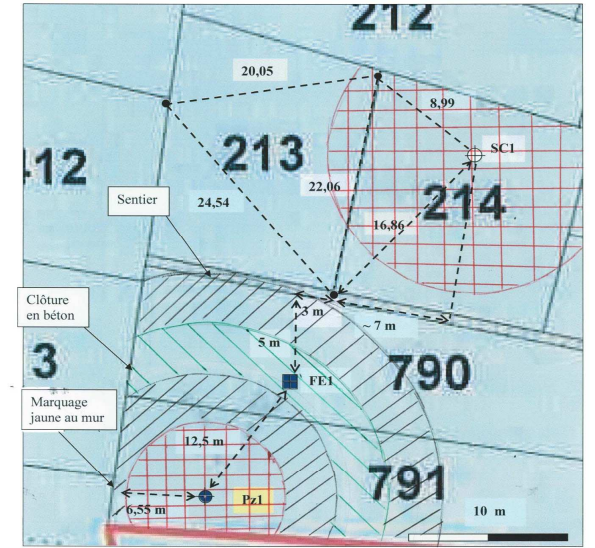 212
20,05
8,99
SC1
213
412
22,06
214
Sentier
24,54
16,86
Clôture
en béton
3 m
~ 7 m
5 m
3
FE1
790
Marquage
jaune au mur
12,5 m
791
Pz1
6,55 m
10 m